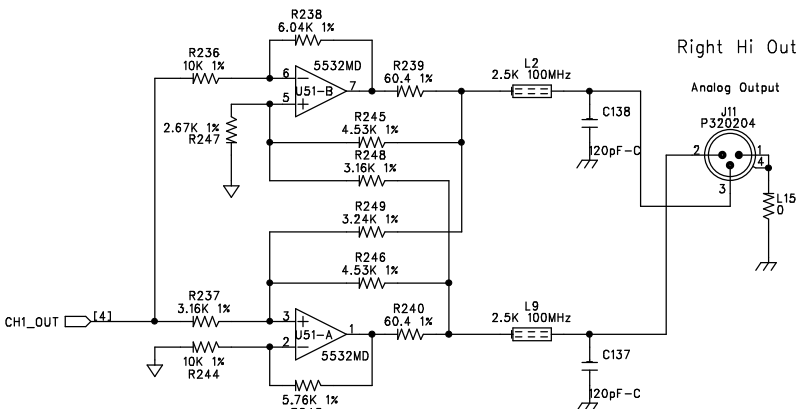 R238
6.04K 1%
R236
10K 1%
6
5532MD
U51-B
7
5
R239
60.4 1%
L2
2.5K 100MHz
Right Hi Out
Analog Output
J11
P320204
2
1
4
3
C138
120pF-C
2.67K 1%
R247
R245
4.53K 1%
R248
3.16K 1%
R249
3.24K 1%
R246
4.53K 1%
L15
0
CH1_OUT
[4]
R237
3.16K 1%
3
U51-A
1
2
5532MD
R240
60.4 1%
L9
2.5K 100MHz
10K 1%
R244
5.76K 1%
C137
120pF-C